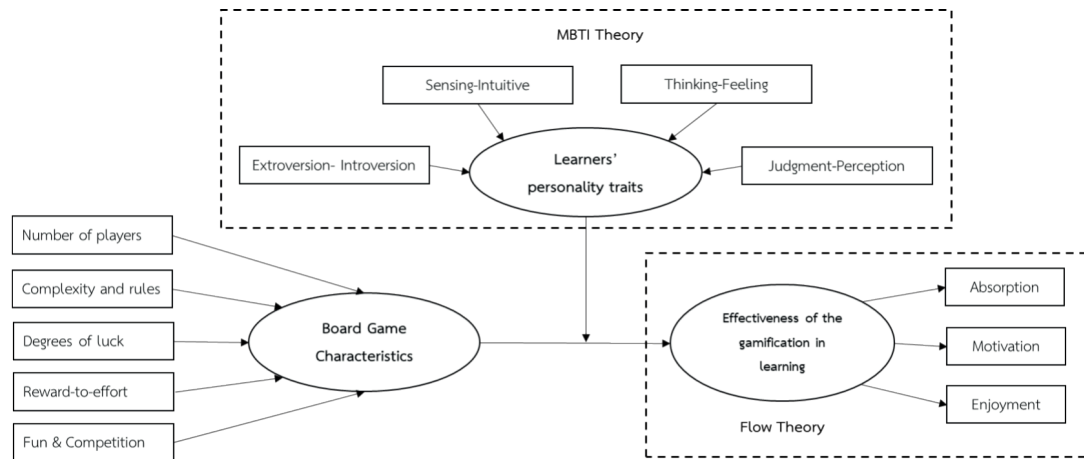 MBTI Theory
Sensing-Intuitive
Thinking-Feeling
Extroversion- Introversion
Learners’
personality traits
Judgment-Perception
Number of players
Complexity and rules
Degrees of luck
Reward-to-effort
Fun & Competition
Board Game
Characteristics
Effectiveness of the
gamification in
learning
Absorption
Motivation
Enjoyment
Flow Theory